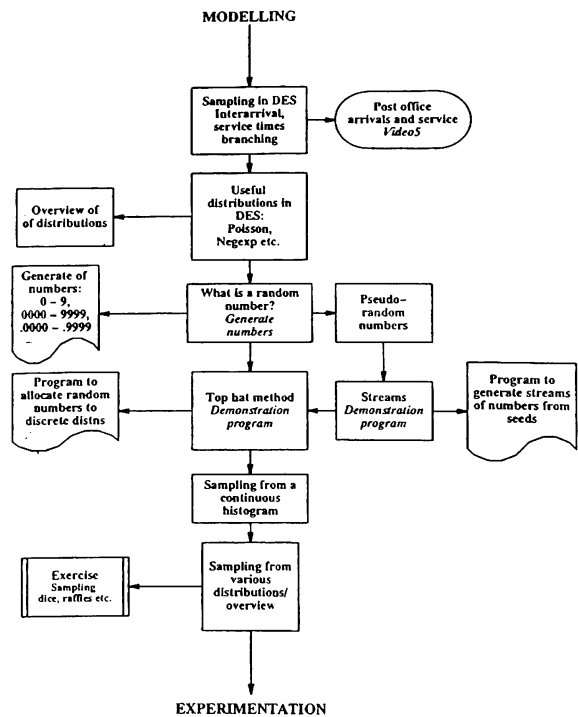 MODELLING
Sampling in DES
Interarrival,
service times
branching
Post office
arrivals and service
Video5
Useful
distributions in
DES:
Poisson,
Negexp etc.
Overview of
of distributions
Generate of
numbers:
0 – 9,
0000 – 9999,
.0000 – .9999
What is a random
number?
Generate
numbers
Pseudo-
random
numbers
Program to
allocate random
numbers to
discrete distns
Top hat method
Demonstration
program
Streams
Demonstration
program
Program to
generate streams
of numbers from
seeds
Sampling from a
continuous
histogram
Exercise
Sampling
dice, raffles etc.
Sampling from
various
distributions/
overview
EXPERIMENTATION